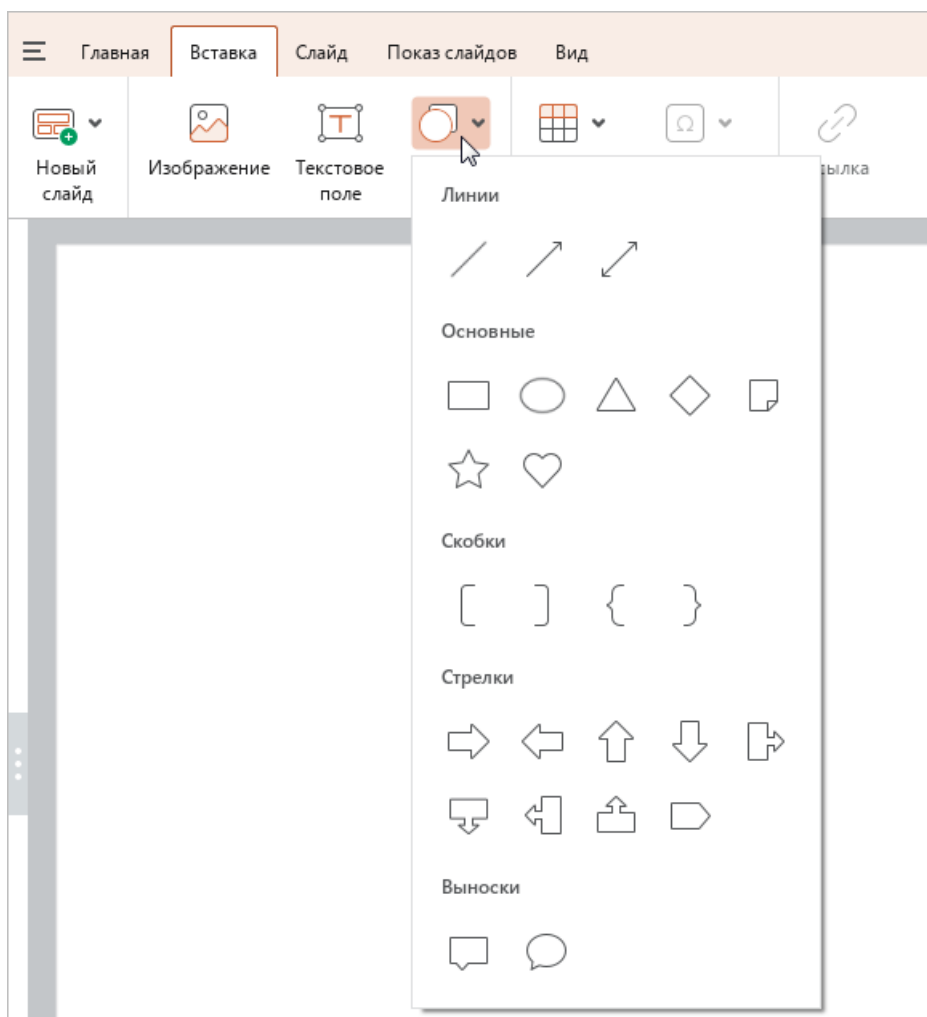 Главная Вставка Слайд Показ слайдов Вид
Новый слайд
Изображение
Текстовое поле
Ω
Линии
Основные
Скобки
Стрелки
Выноски